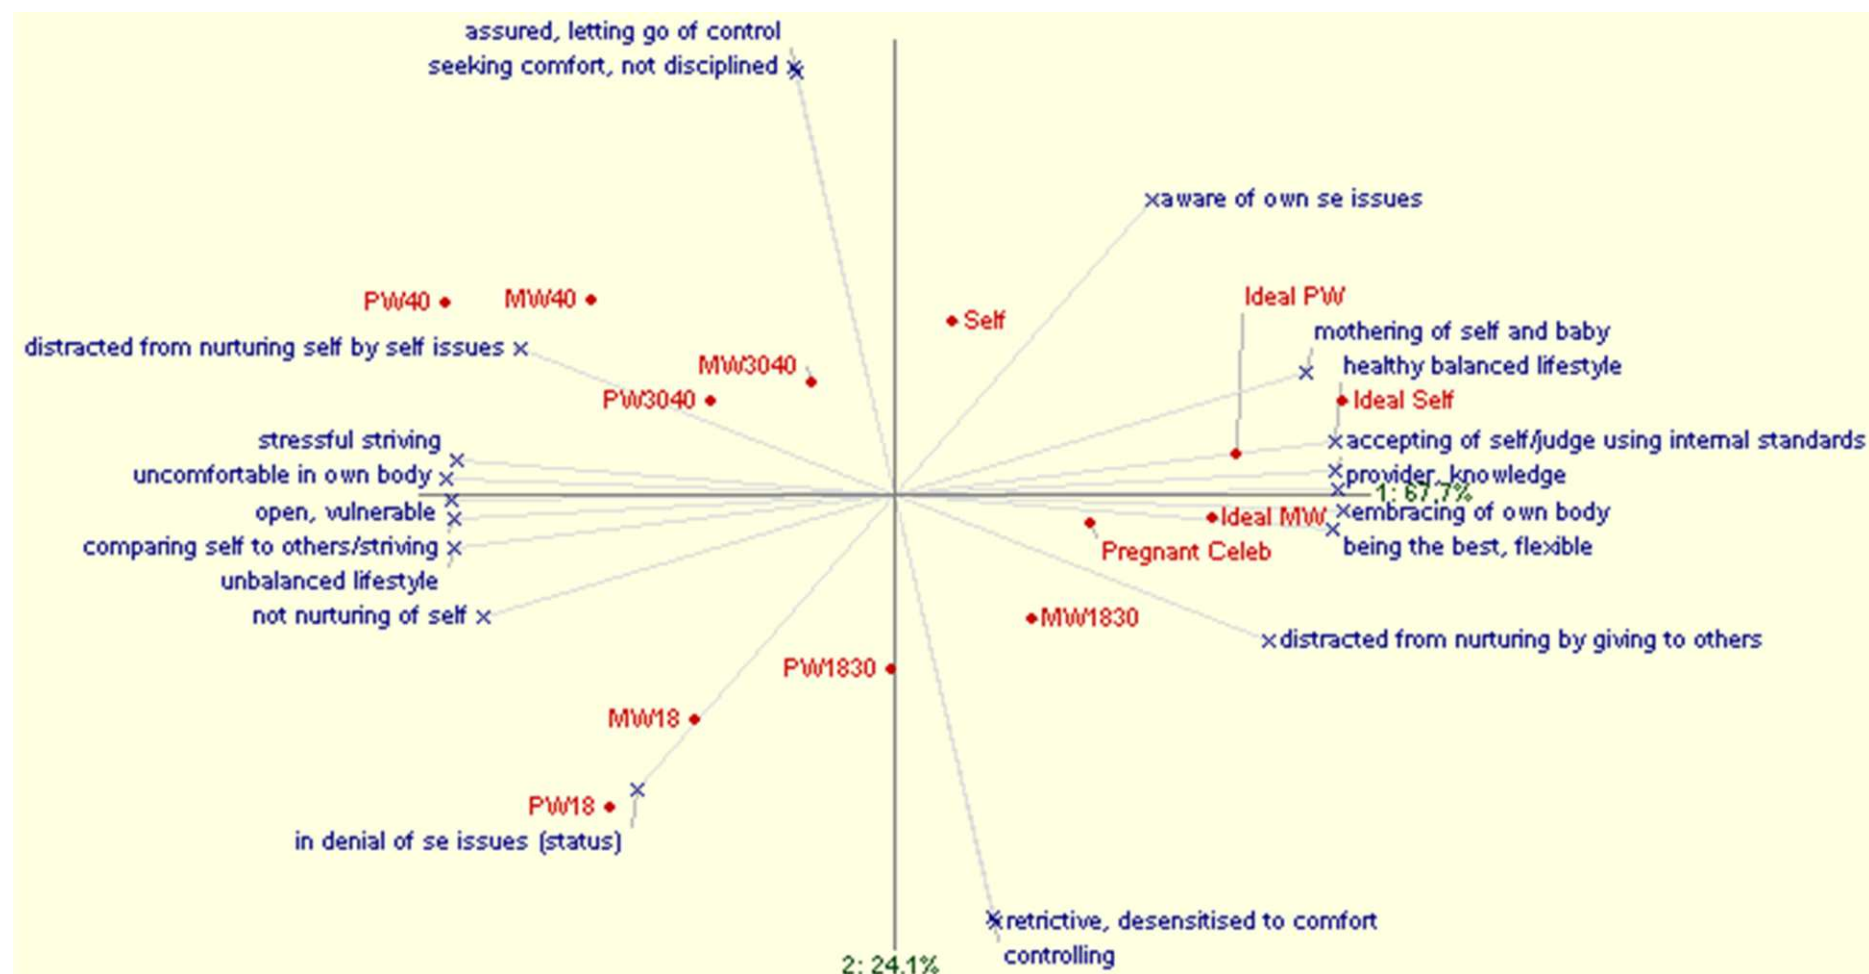 assured, letting go of control
seeking comfort, not disciplined
aware of own se issues
PW40
MW40
Ideal PW
Self
mothering of self and baby
distracted from nurturing self by self issues
MW3040
healthy balanced lifestyle
PW3040
Ideal Self
stressful striving
accepting of self/judge using internal standards
uncomfortable in own body
provider, knowledge
1: 67.7%
open, vulnerable
Ideal MW
embracing of own body
comparing self to others/striving
Pregnant Celeb
being the best, flexible
unbalanced lifestyle
not nurturing of self
MW1830
distracted from nurturing by giving to others
PW1830
MW18
PW18
in denial of se issues (status)
retrictive, desensitised to comfort
controlling
2: 24.1%